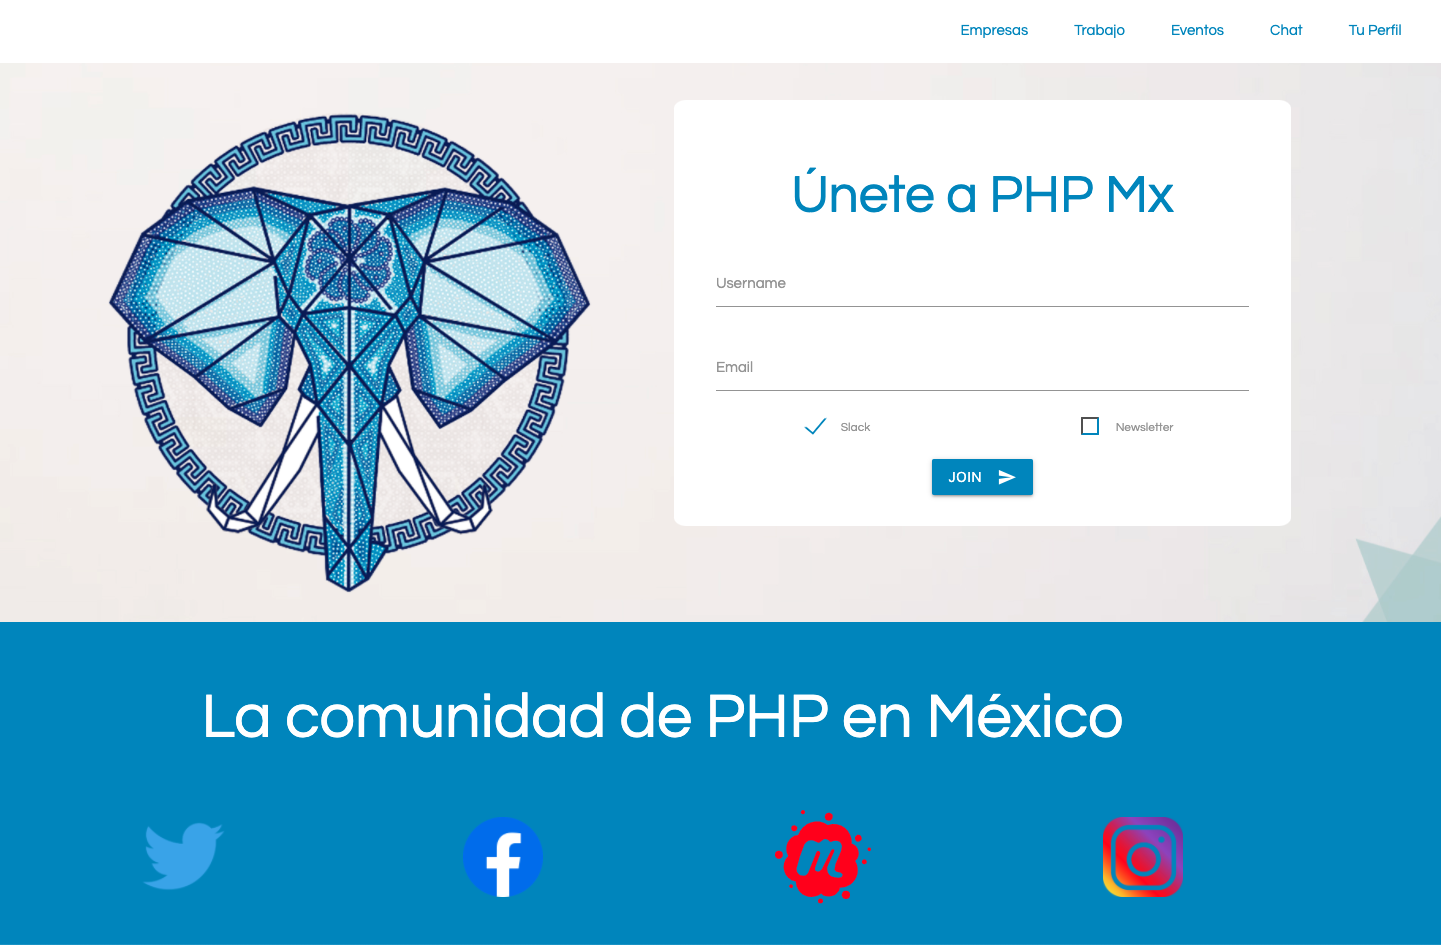 Empresas Trabajo Eventos Chat Tu Perfil
Únete a PHP Mx
Username
Email
Slack Newsletter
JOIN
La comunidad de PHP en México